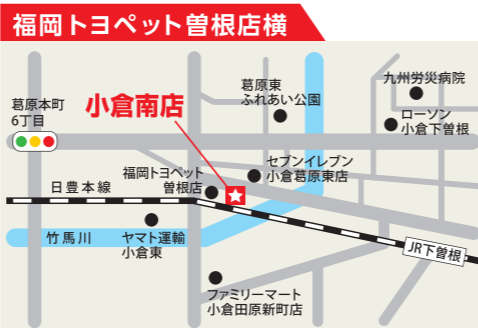 福岡トヨペット曽根店横
葛原本町
6丁目
小倉南店
葛原東
ふれあい公園
九州労災病院
ローソン
小倉下曽根
セブンイレブン
小倉葛原東店
福岡トヨペット
曽根店
日豊本線
竹馬川
ヤマト運輸
小倉東
JR下曽根
ファミリーマート
小倉田原新町店